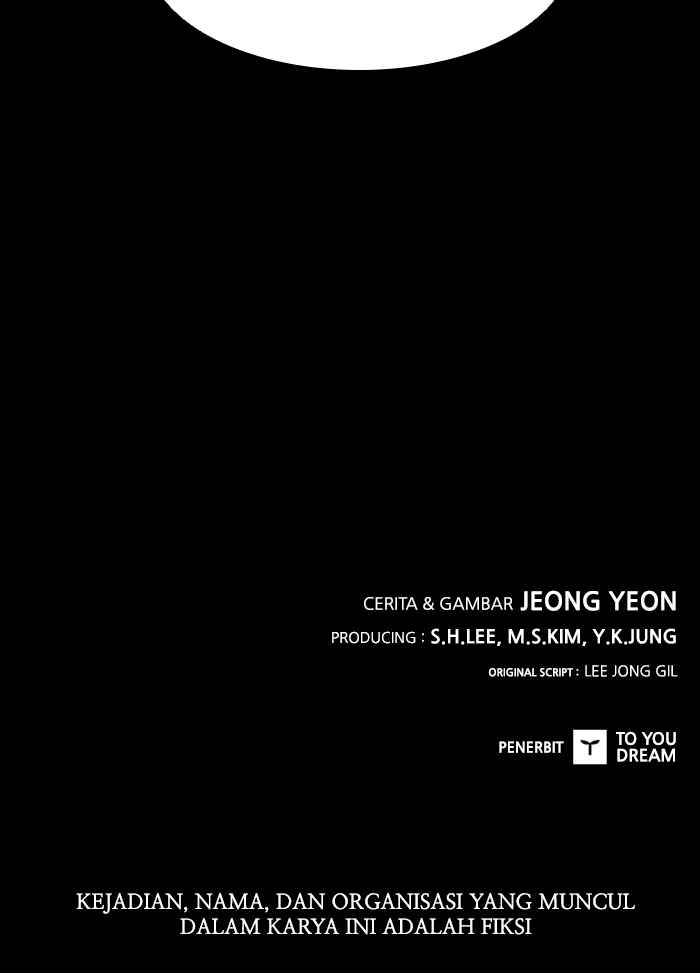 CERITA & GAMBAR JEONG YEON
PRODUCING : S.H.LEE, M.S.KIM, Y.K.JUNG
ORIGINAL SCRIPT : LEE JONG GIL
PENERBIT TO YOU
DREAM
KEJADIAN, NAMA, DAN ORGANISASI YANG MUNCUL
DALAM KARYA INI ADALAH FIKSI